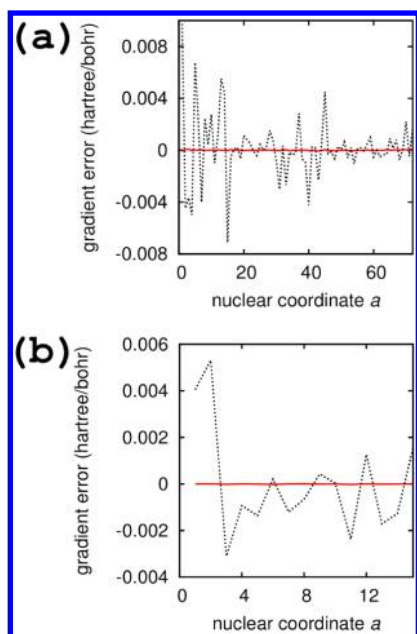 (a)
gradient error (hartree/bohr)
0.008
0.004
0
-0.004
-0.008
0 20 40 60
nuclear coordinate a
(b)
gradient error (hartree/bohr)
0.006
0.004
0.002
0
-0.002
-0.004
0 4 8 12
nuclear coordinate a